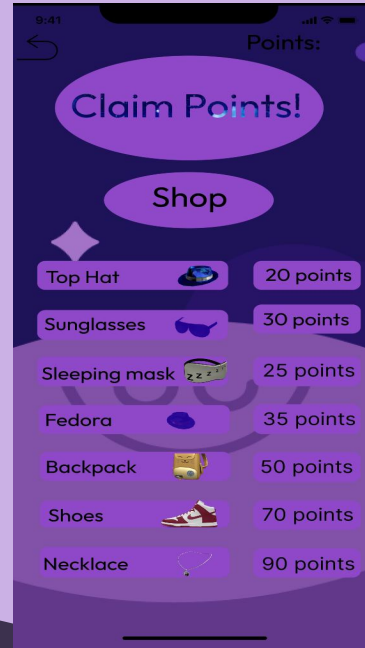 9:41
Points:
Claim Points!
Shop
Top Hat 20 points
Sunglasses 30 points
Sleeping mask zzzz 25 points
Fedora 35 points
Backpack 50 points
Shoes 70 points
Necklace 90 points